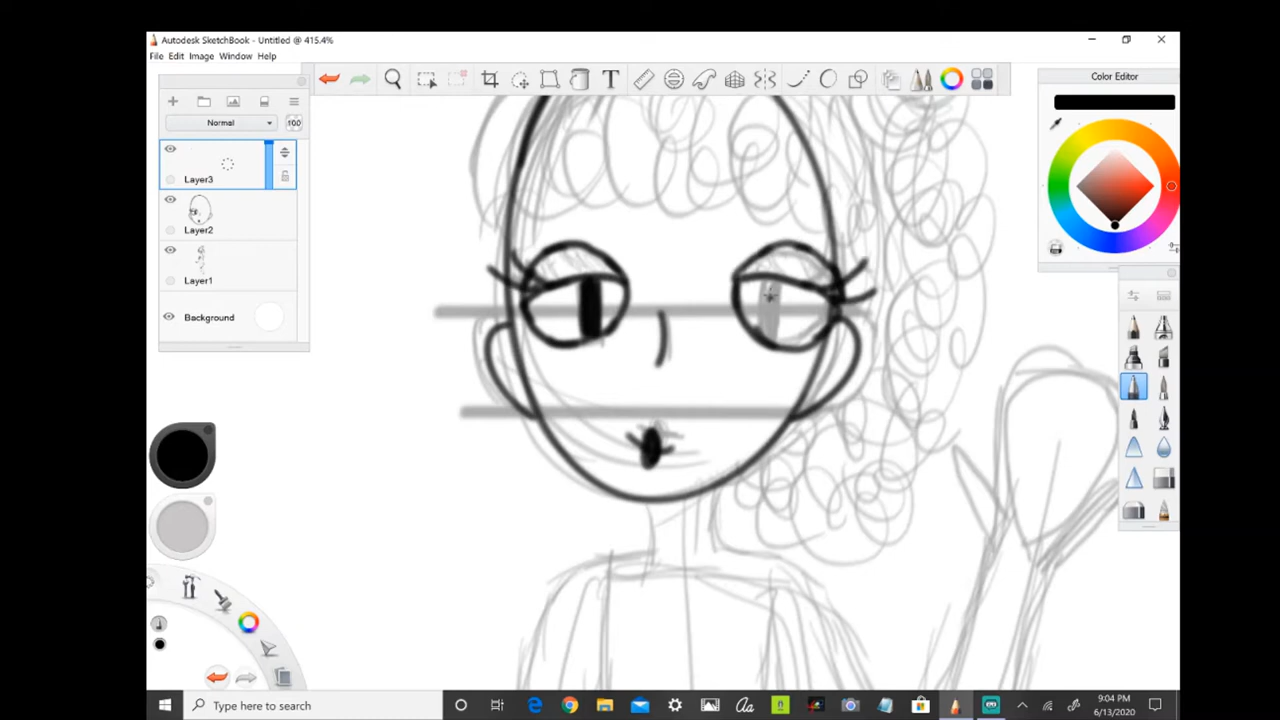 Autodesk SketchBook - Untitled @ 415.4%
File Edit Image Window Help
T
Color Editor
Normal
100
Layer3
Layer2
Layer1
Background
Type here to search
Aa
9:04 PM
6/13/2020